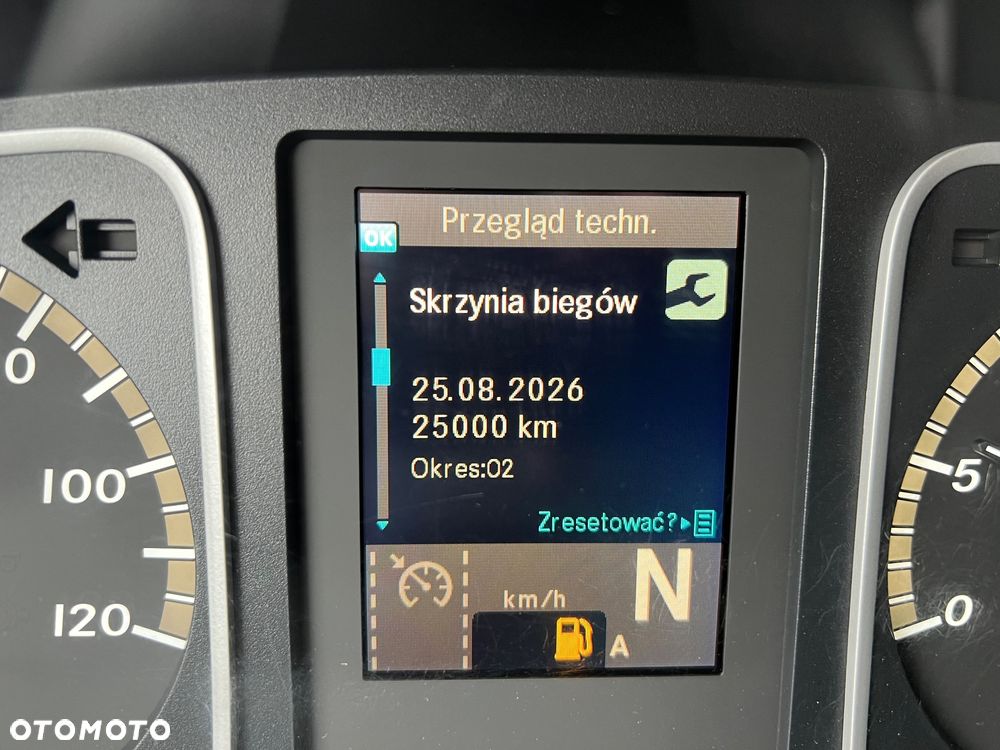 Przegląd techn.
OK
Skrzynia biegów
25.08.2026
25000 km
Okres:02
Zresetować?
km/h
N
A
0
100
120
5
0
OTOMOTO